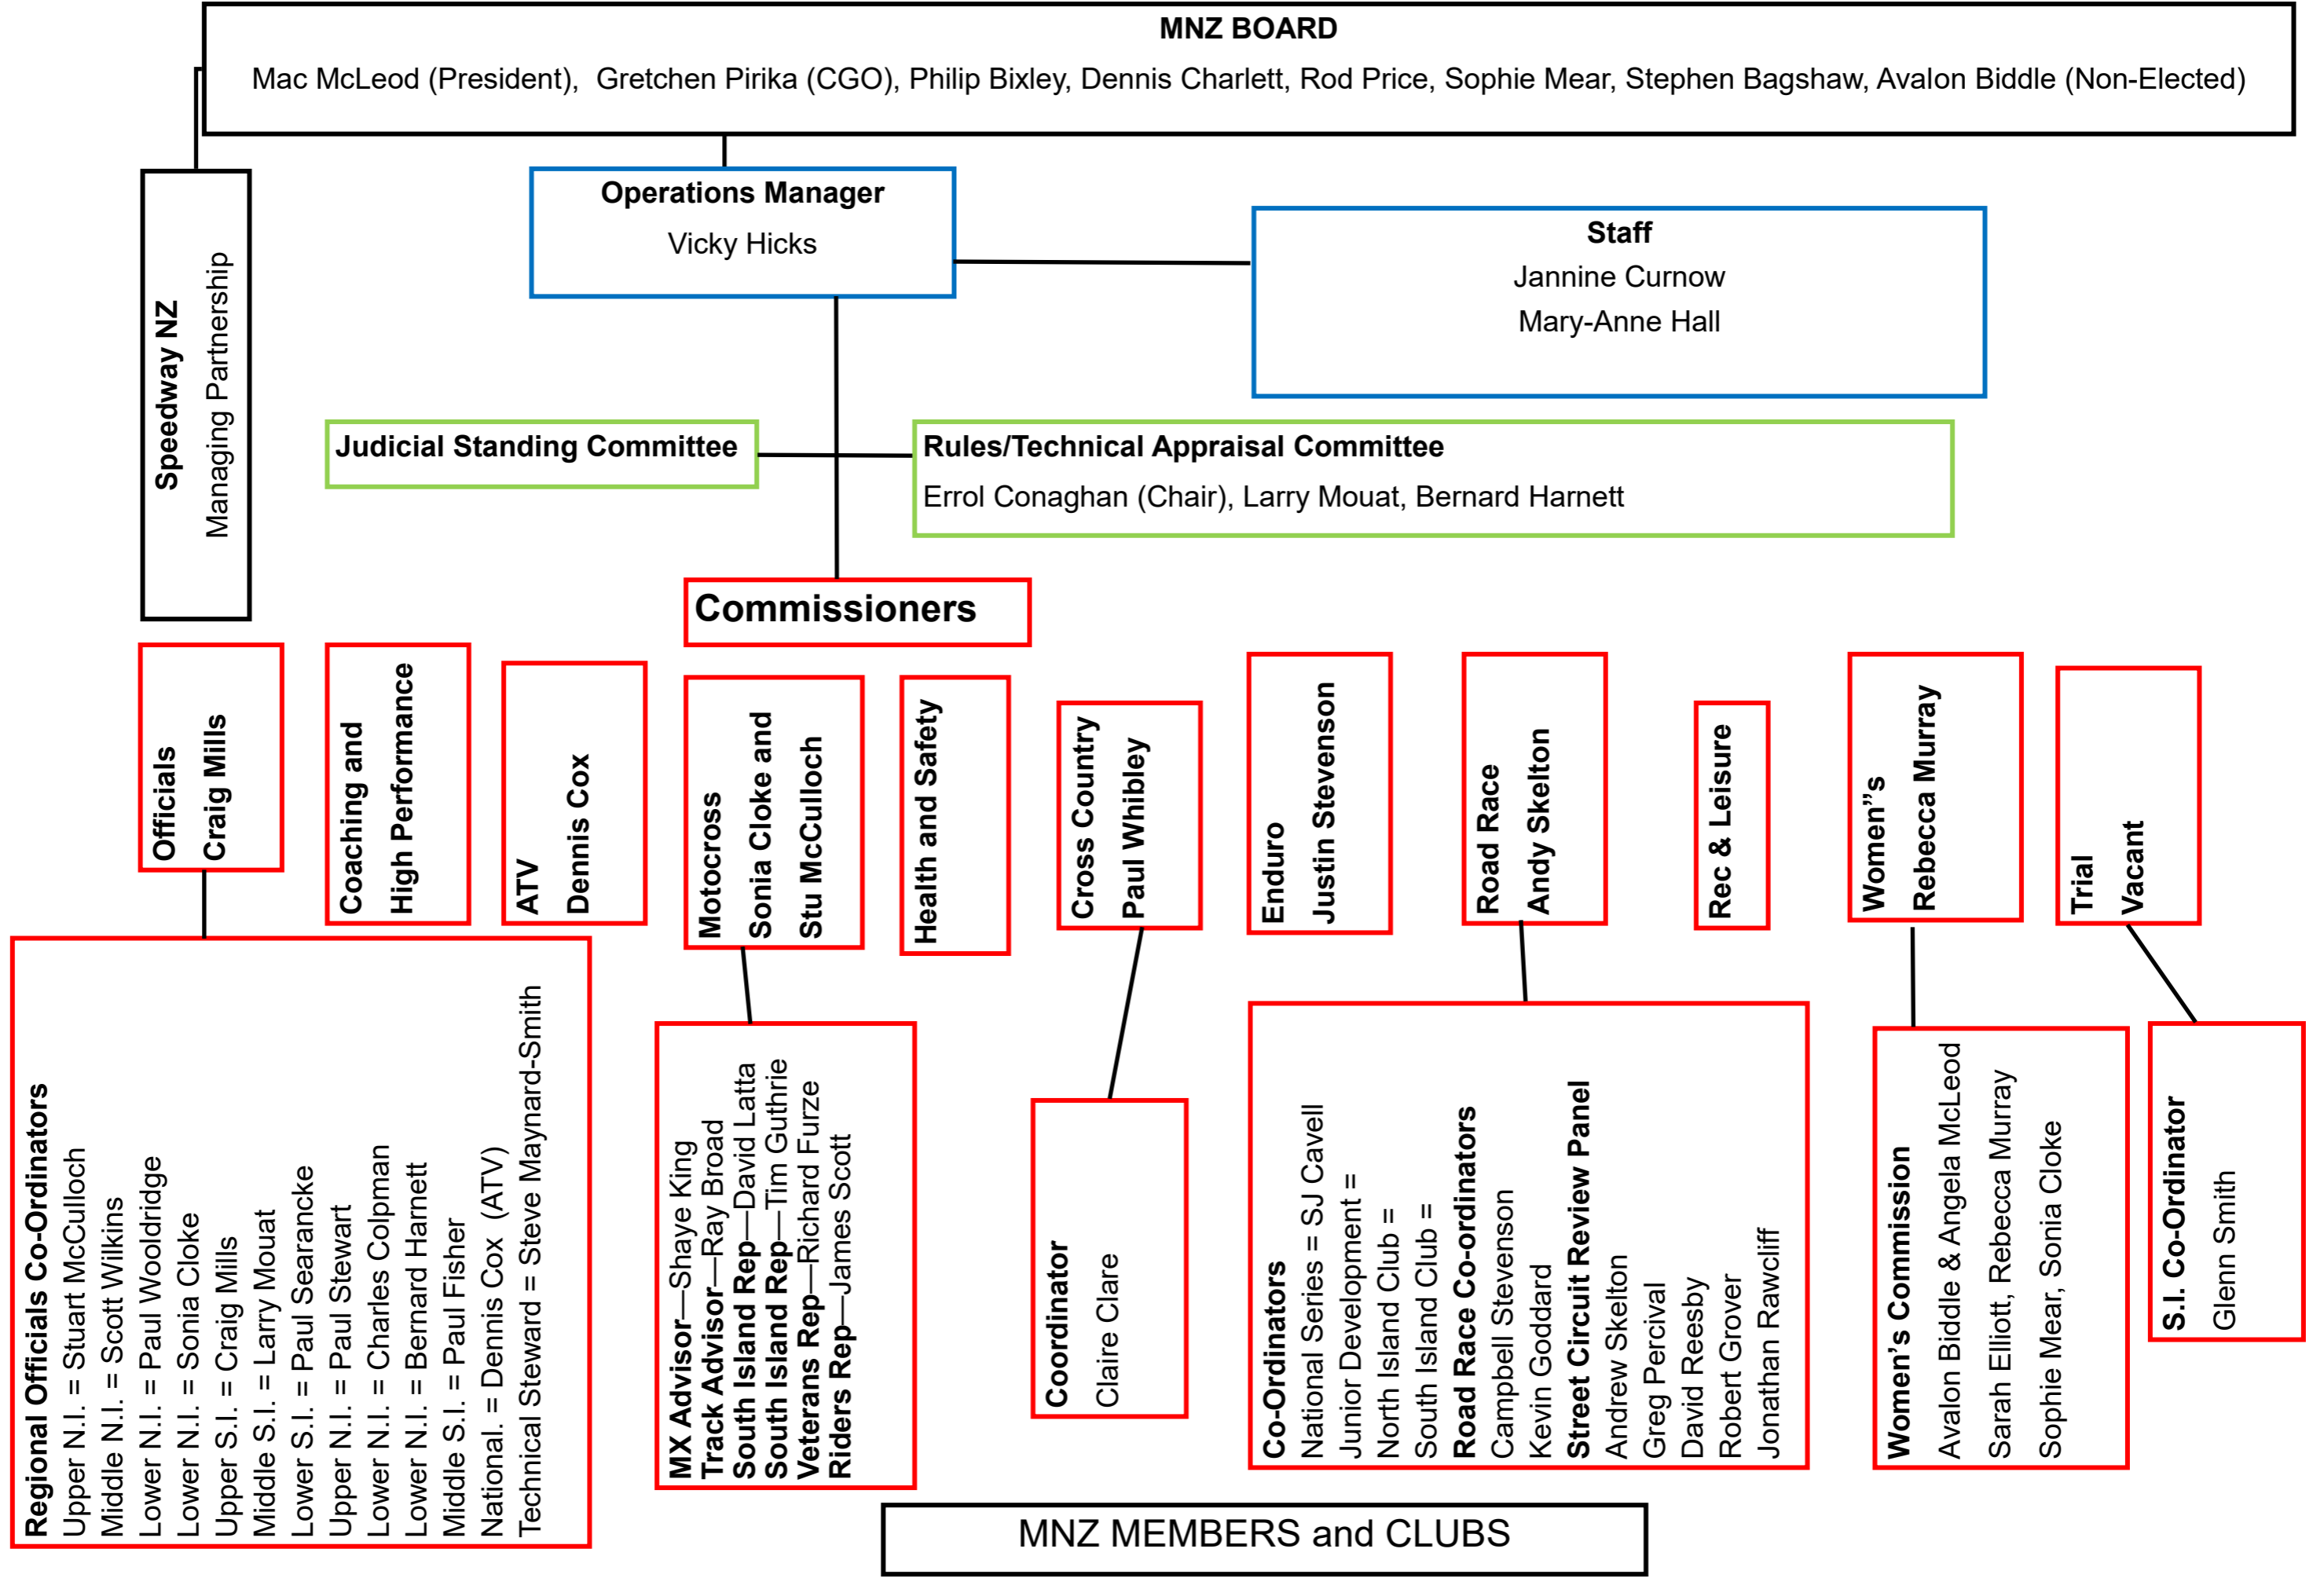 MNZ BOARD
Mac McLeod (President),  Gretchen Pirika (CGO), Philip Bixley, Dennis Charlett, Rod Price, Sophie Mear, Stephen Bagshaw, Avalon Biddle (Non-Elected)
Speedway NZ
Managing Partnership
Operations Manager
Vicky Hicks
Staff
Jannine Curnow
Mary-Anne Hall
Judicial Standing Committee
Rules/Technical Appraisal Committee
Errol Conaghan (Chair), Larry Mouat, Bernard Harnett
Commissioners
Officials
Craig Mills
Coaching and
High Performance
ATV
Dennis Cox
Motocross
Sonia Cloke and
Stu McCulloch
Health and Safety
Cross Country
Paul Whibley
Enduro
Justin Stevenson
Road Race
Andy Skelton
Rec & Leisure
Women”s
Rebecca Murray
Trial
Vacant
Regional Officials Co-Ordinators
Upper N.I. = Stuart McCulloch
Middle N.I. = Scott Wilkins
Lower N.I. = Paul Wooldridge
Lower N.I. = Sonia Cloke
Upper S.I. = Craig Mills
Middle S.I. = Larry Mouat
Lower S.I. = Paul Searancke
Upper N.I. = Paul Stewart
Lower N.I. = Charles Colpman
Lower N.I. = Bernard Harnett
Middle S.I. = Paul Fisher
National. = Dennis Cox  (ATV)
Technical Steward = Steve Maynard-Smith
MX Advisor—Shaye King
Track Advisor—Ray Broad
South Island Rep—David Latta
South Island Rep—Tim Guthrie
Veterans Rep—Richard Furze
Riders Rep—James Scott
Coordinator
Claire Clare
Co-Ordinators
National Series = SJ Cavell
Junior Development =
North Island Club =
South Island Club =
Road Race Co-ordinators
Campbell Stevenson
Kevin Goddard
Street Circuit Review Panel
Andrew Skelton
Greg Percival
David Reesby
Robert Grover
Jonathan Rawcliff
Women’s Commission
Avalon Biddle & Angela McLeod
Sarah Elliott, Rebecca Murray
Sophie Mear, Sonia Cloke
S.I. Co-Ordinator
Glenn Smith
MNZ MEMBERS and CLUBS